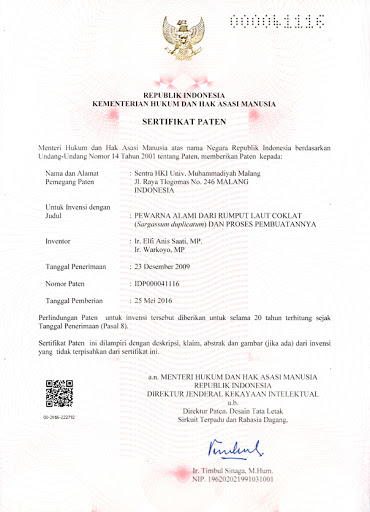 000041116
REPUBLIK INDONESIA
KEMENTERIAN HUKUM DAN HAK ASASI MANUSIA
SERTIFIKAT PATEN
Menteri Hukum dan Hak Asasi Manusia atas nama Negara Republik Indonesia berdasarkan
Undang-Undang Nomor 14 Tahun 2001 tentang Paten, memberikan Paten kepada:
Nama dan Alamat : Sentra HKI Univ. Muhammadiyah Malang
Pemegang Paten Jl. Raya Tlogomas No. 246 MALANG
INDONESIA
Untuk Invensi dengan
Judul : PEWARNA ALAMI DARI RUMPUT LAUT COKLAT
(Sargassum duplicatum) DAN PROSES PEMBUATANNYA
Inventor : Ir. Elfi Anis Saati, MP.
Ir. Warkoyo, MP
Tanggal Penerimaan : 23 Desember 2009
Nomor Paten : IDP000041116
Tanggal Pemberian : 25 Mei 2016
Perlindungan Paten untuk invensi tersebut diberikan untuk selama 20 tahun terhitung sejak
Tanggal Penerimaan (Pasal 8).
Sertifikat Paten ini dilampiri dengan deskripsi, klaim, abstrak dan gambar (jika ada) dari invensi
yang tidak terpisahkan dari sertifikat ini.
a.n. MENTERI HUKUM DAN HAK ASASI MANUSIA
REPUBLIK INDONESIA
DIREKTUR JENDERAL KEKAYAAN INTELEKTUAL
u.b.
Direktur Paten, Desain Tata Letak
Sirkuit Terpadu dan Rahasia Dagang,
00-2016-222712
Ir. Timbul Sinaga, M.Hum.
NIP. 196202021991031001